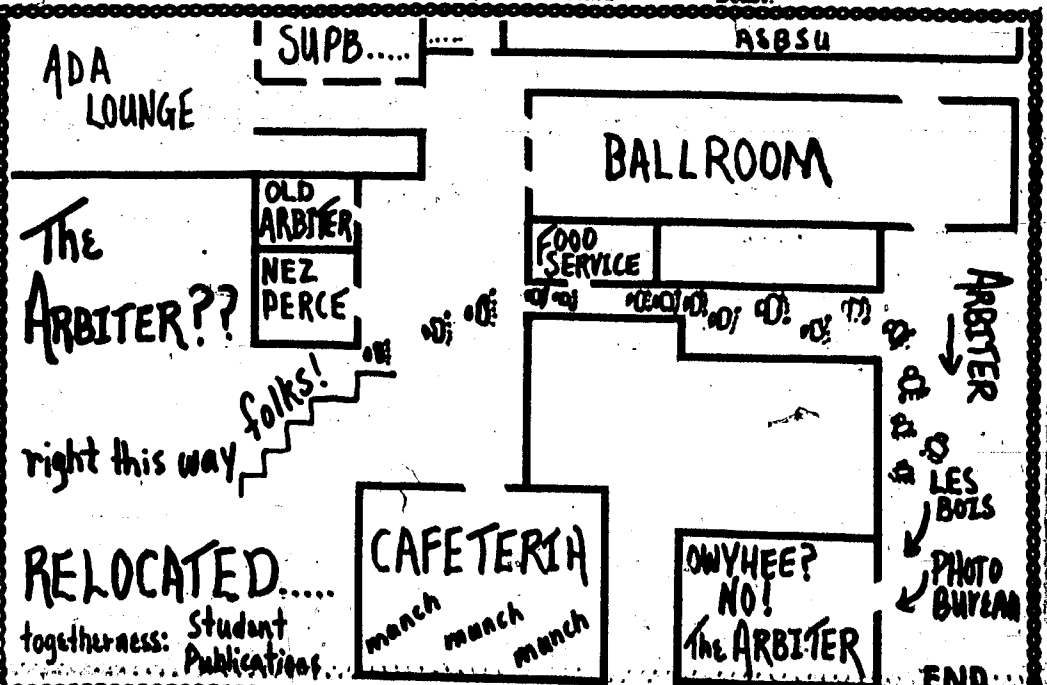 SUPB.....
.....
ASBSU
ADA
LOUNGE
BALLROOM
OLD
ARBITER
NEZ
PERCE
FOOD
SERVICE
The
ARBITER??
ARBITER
right this way folks!
LES
BOIS
CAFETERIA
munch munch munch
OWYHEE?
NO!
The ARBITER
PHOTO
BUREAU
RELOCATED.....
togetherness: Student
Publications
END